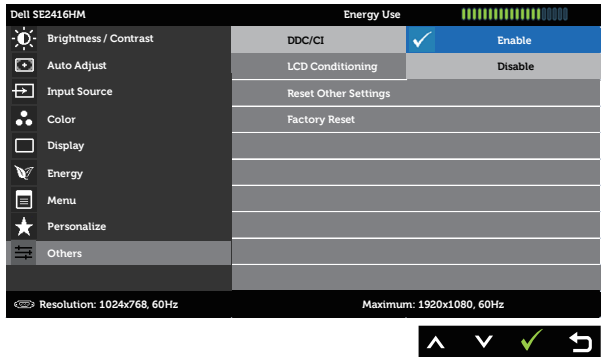 Dell SE2416HM Energy Use
Brightness / Contrast DDC/CI Enable
Auto Adjust LCD Conditioning Disable
Input Source Reset Other Settings
Color Factory Reset
Display
Energy
Menu
Personalize
Others
Resolution: 1024x768, 60Hz Maximum: 1920x1080, 60Hz